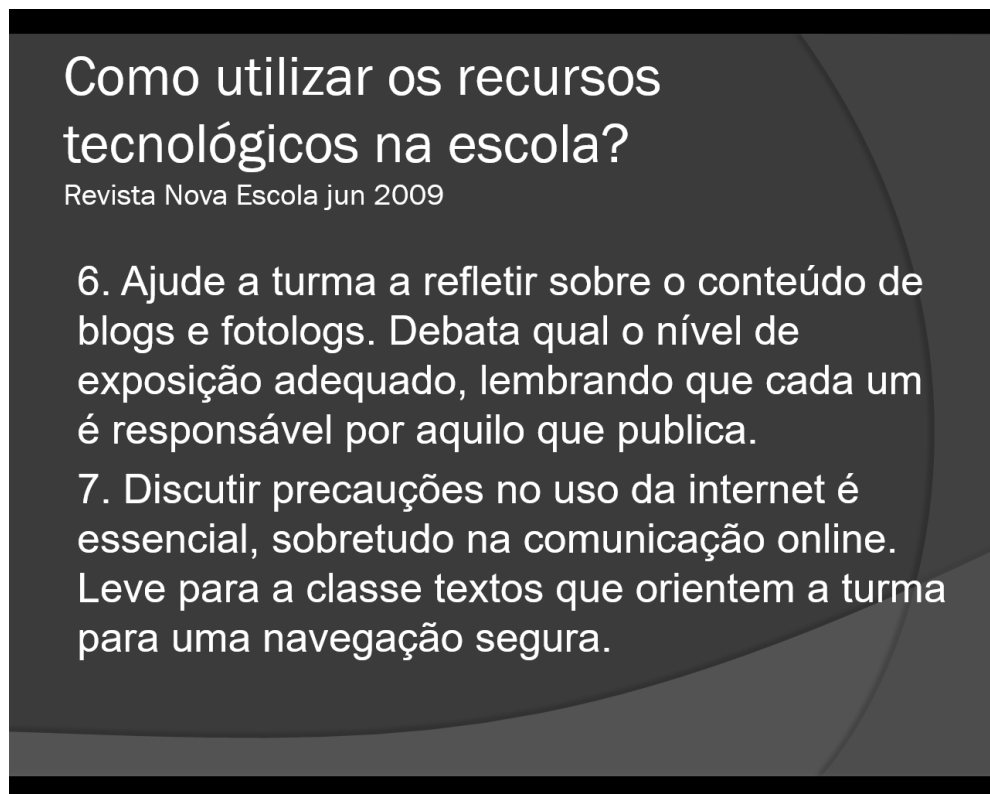 Como utilizar os recursos
tecnológicos na escola?
Revista Nova Escola jun 2009
6. Ajude a turma a refletir sobre o conteúdo de
blogs e fotologs. Debata qual o nível de
exposição adequado, lembrando que cada um
é responsável por aquilo que publica.
7. Discutir precauções no uso da internet é
essencial, sobretudo na comunicação online.
Leve para a classe textos que orientem a turma
para uma navegação segura.